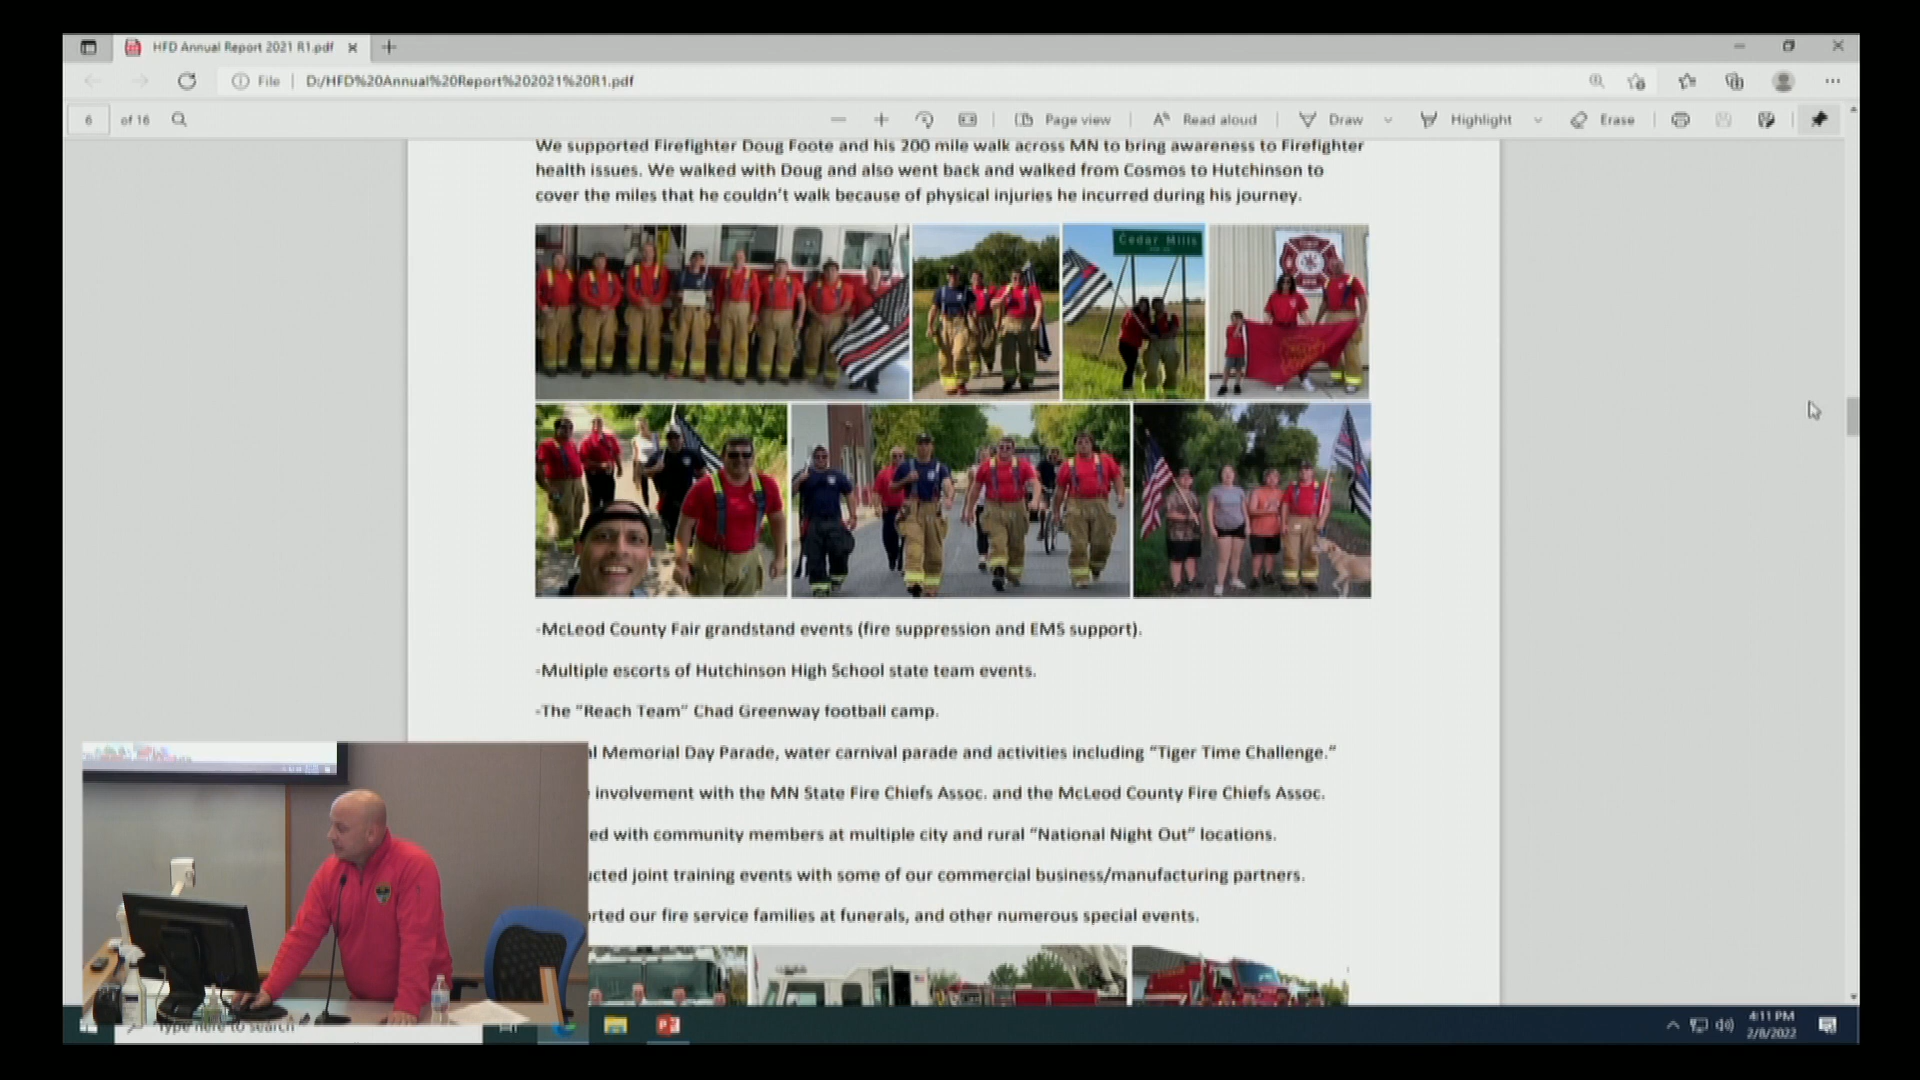 HFD Annual Report 2021 R1.pdf
File
D:/HFD%20Annual%20Report%202021%20R1.pdf
6 of 16
Page view
Read aloud
Draw
Highlight
Erase
We supported Firefighter Doug Foote and his 200 mile walk across MN to bring awareness to Firefighter
health issues. We walked with Doug and also went back and walked from Cosmos to Hutchinson to
cover the miles that he couldn't walk because of physical injuries he incurred during his journey.
Cedar Mills
-McLeod County Fair grandstand events (fire suppression and EMS support).
-Multiple escorts of Hutchinson High School state team events.
-The "Reach Team" Chad Greenway football camp.
al Memorial Day Parade, water carnival parade and activities including "Tiger Time Challenge."
involvement with the MN State Fire Chiefs Assoc. and the McLeod County Fire Chiefs Assoc.
ed with community members at multiple city and rural "National Night Out" locations.
ucted joint training events with some of our commercial business/manufacturing partners.
rted our fire service families at funerals, and other numerous special events.
Type here to search
4:11 PM
2/8/2022